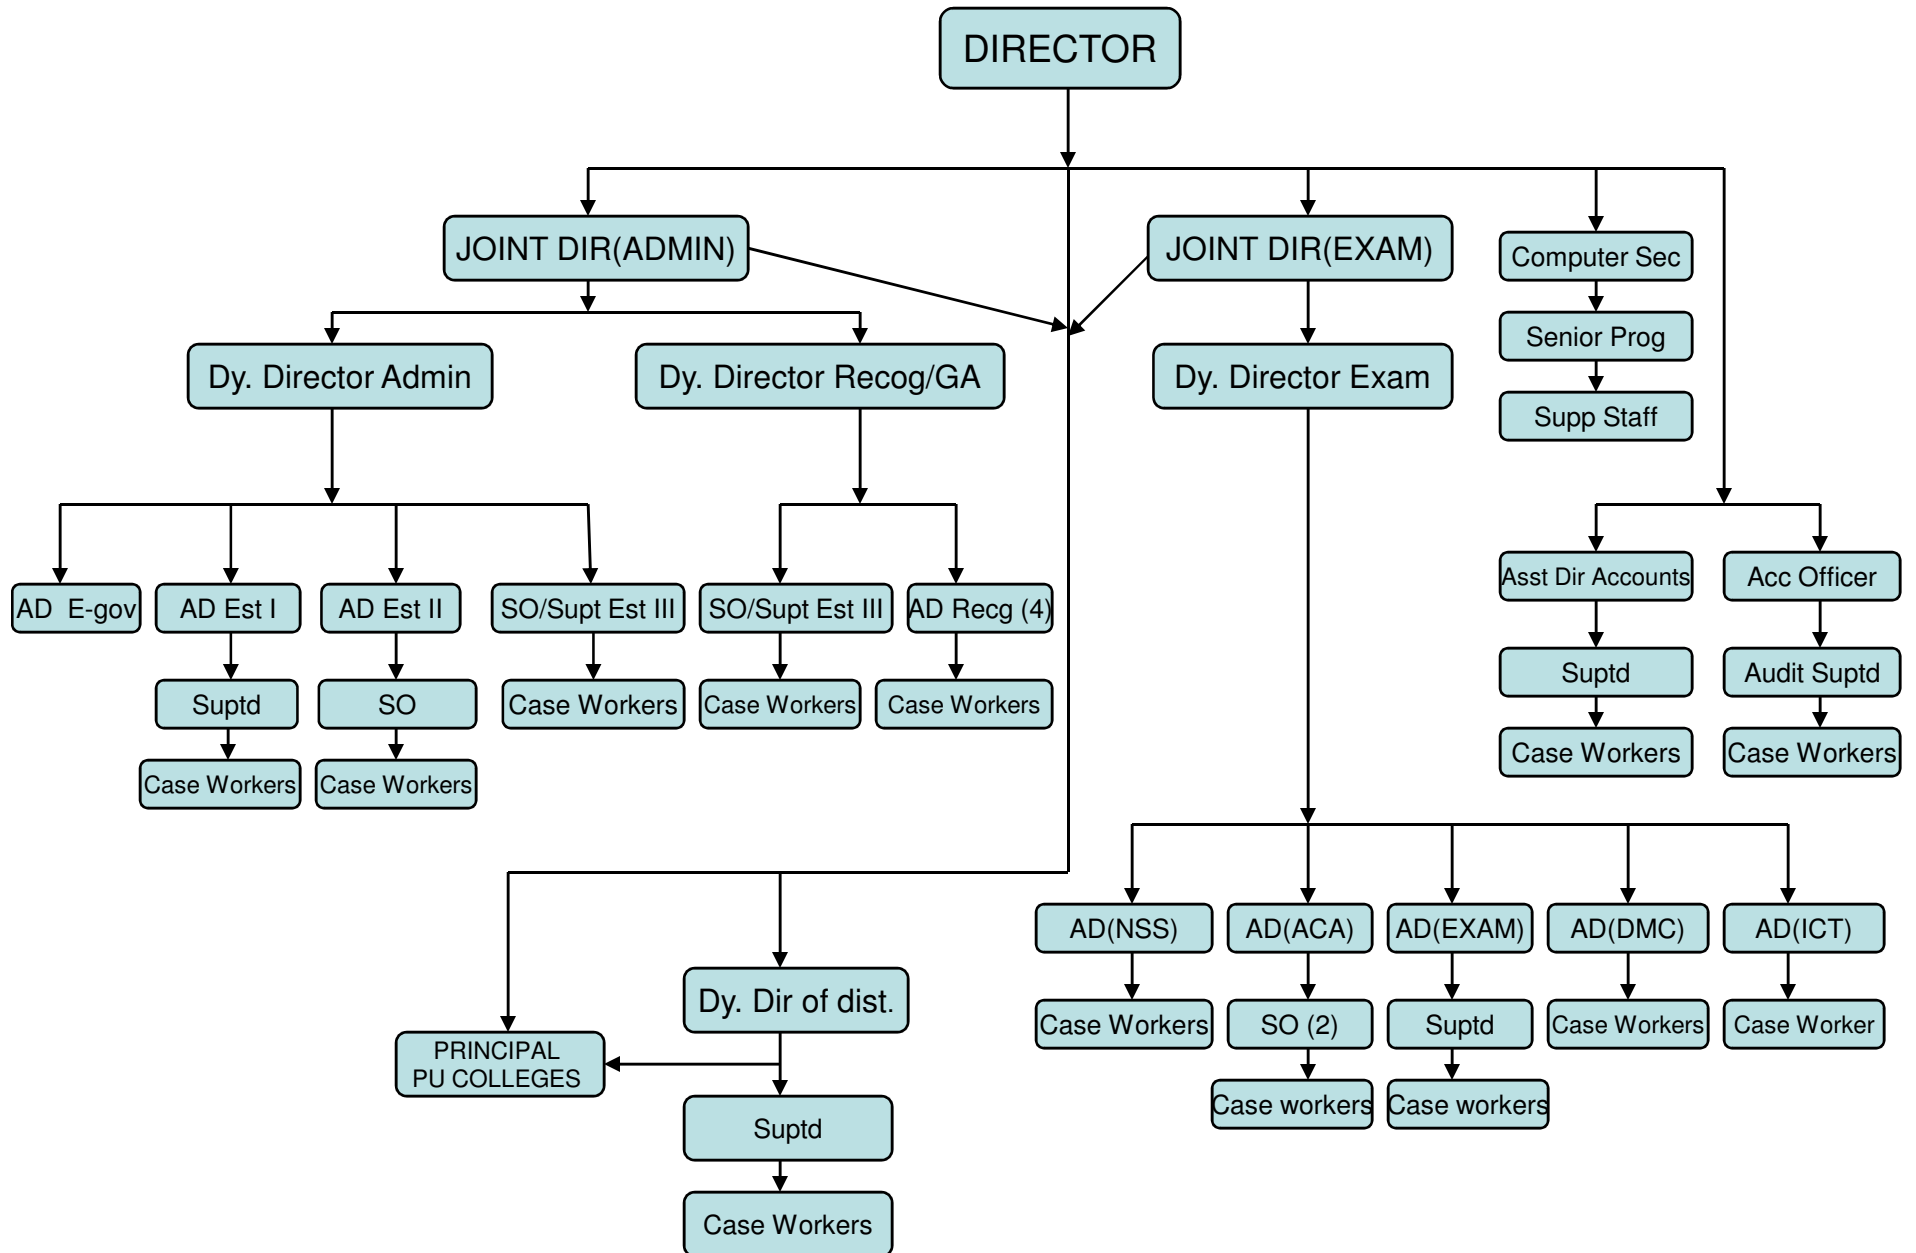 DIRECTOR
JOINT DIR(ADMIN)
JOINT DIR(EXAM)
Computer Sec
Senior Prog
Supp Staff
Dy. Director Admin
Dy. Director Recog/GA
Dy. Director Exam
AD E-gov
AD Est I
AD Est II
SO/Supt Est III
SO/Supt Est III
AD Recg (4)
Asst Dir Accounts
Acc Officer
Suptd
SO
Case Workers
Case Workers
Case Workers
Suptd
Audit Suptd
Case Workers
Case Workers
Case Workers
Case Workers
AD(NSS)
AD(ACA)
AD(EXAM)
AD(DMC)
AD(ICT)
Case Workers
SO (2)
Suptd
Case Workers
Case Worker
Case workers
Case workers
Dy. Dir of dist.
PRINCIPAL
PU COLLEGES
Suptd
Case Workers